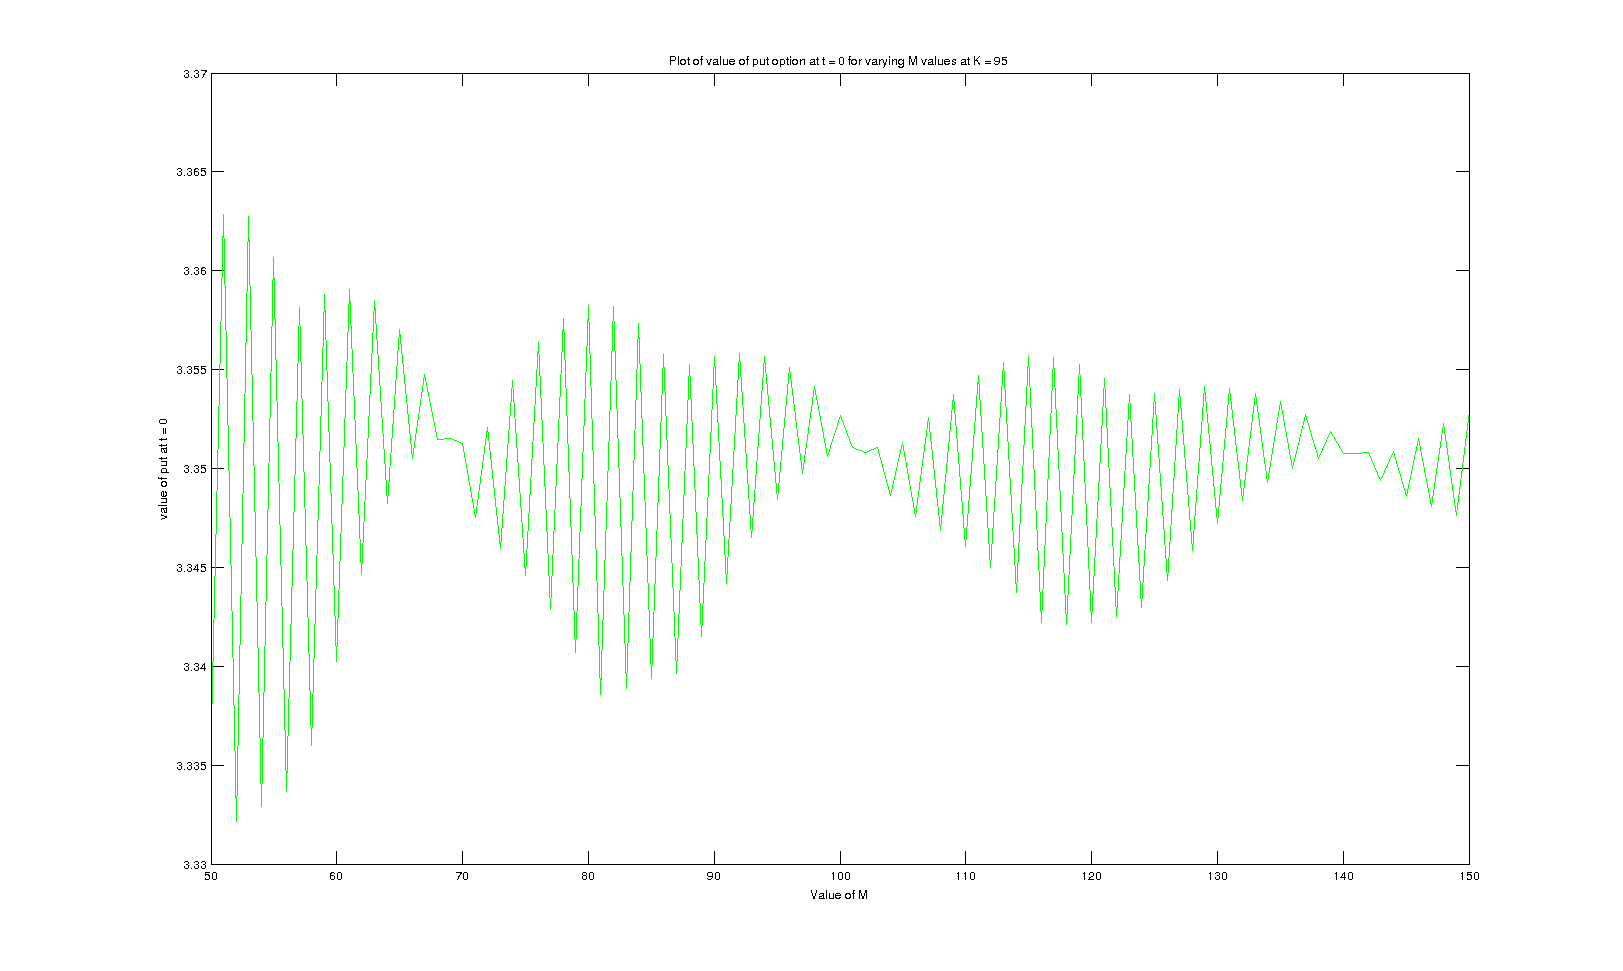 Plot of value of put option at t = 0 for varying M values at K = 95
3.37
3.365
3.36
3.355
3.35
3.345
3.34
3.335
3.33
value of put at t = 0
50 60 70 80 90 100 110 120 130 140 150
Value of M